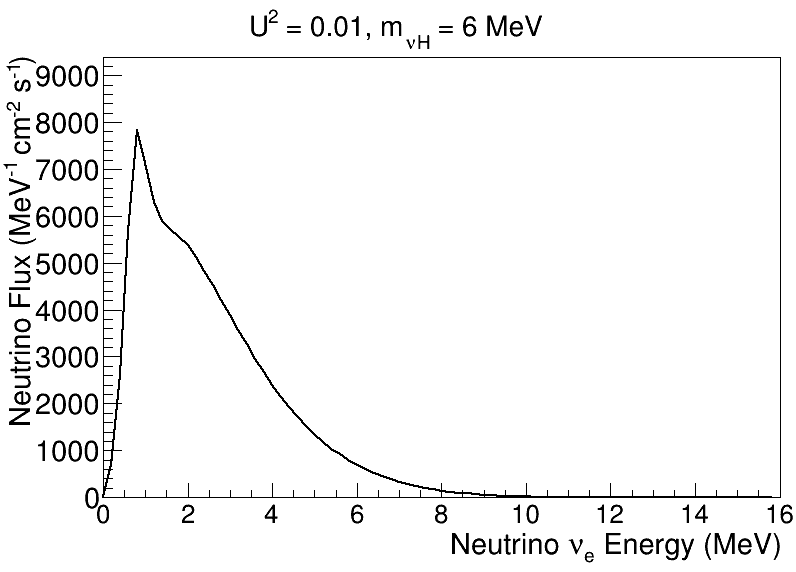 U² = 0.01, m_νH = 6 MeV
Neutrino Flux (MeV⁻¹ cm⁻² s⁻¹)
9000
8000
7000
6000
5000
4000
3000
2000
1000
0
0 2 4 6 8 10 12 14 16
Neutrino ν_e Energy (MeV)